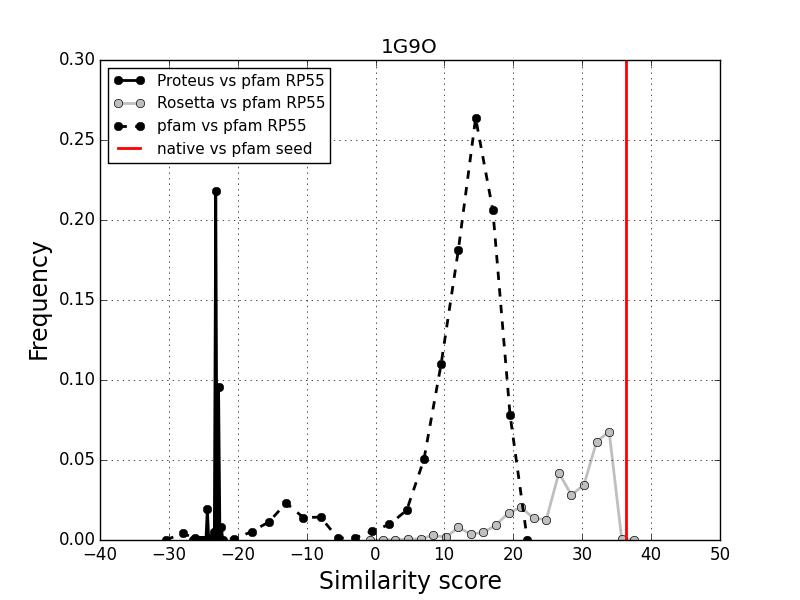 1G9O
Proteus vs pfam RP55
Rosetta vs pfam RP55
pfam vs pfam RP55
native vs pfam seed
0.30
0.25
0.20
0.15
0.10
0.05
0.00
Frequency
−40 −30 −20 −10 0 10 20 30 40 50
Similarity score